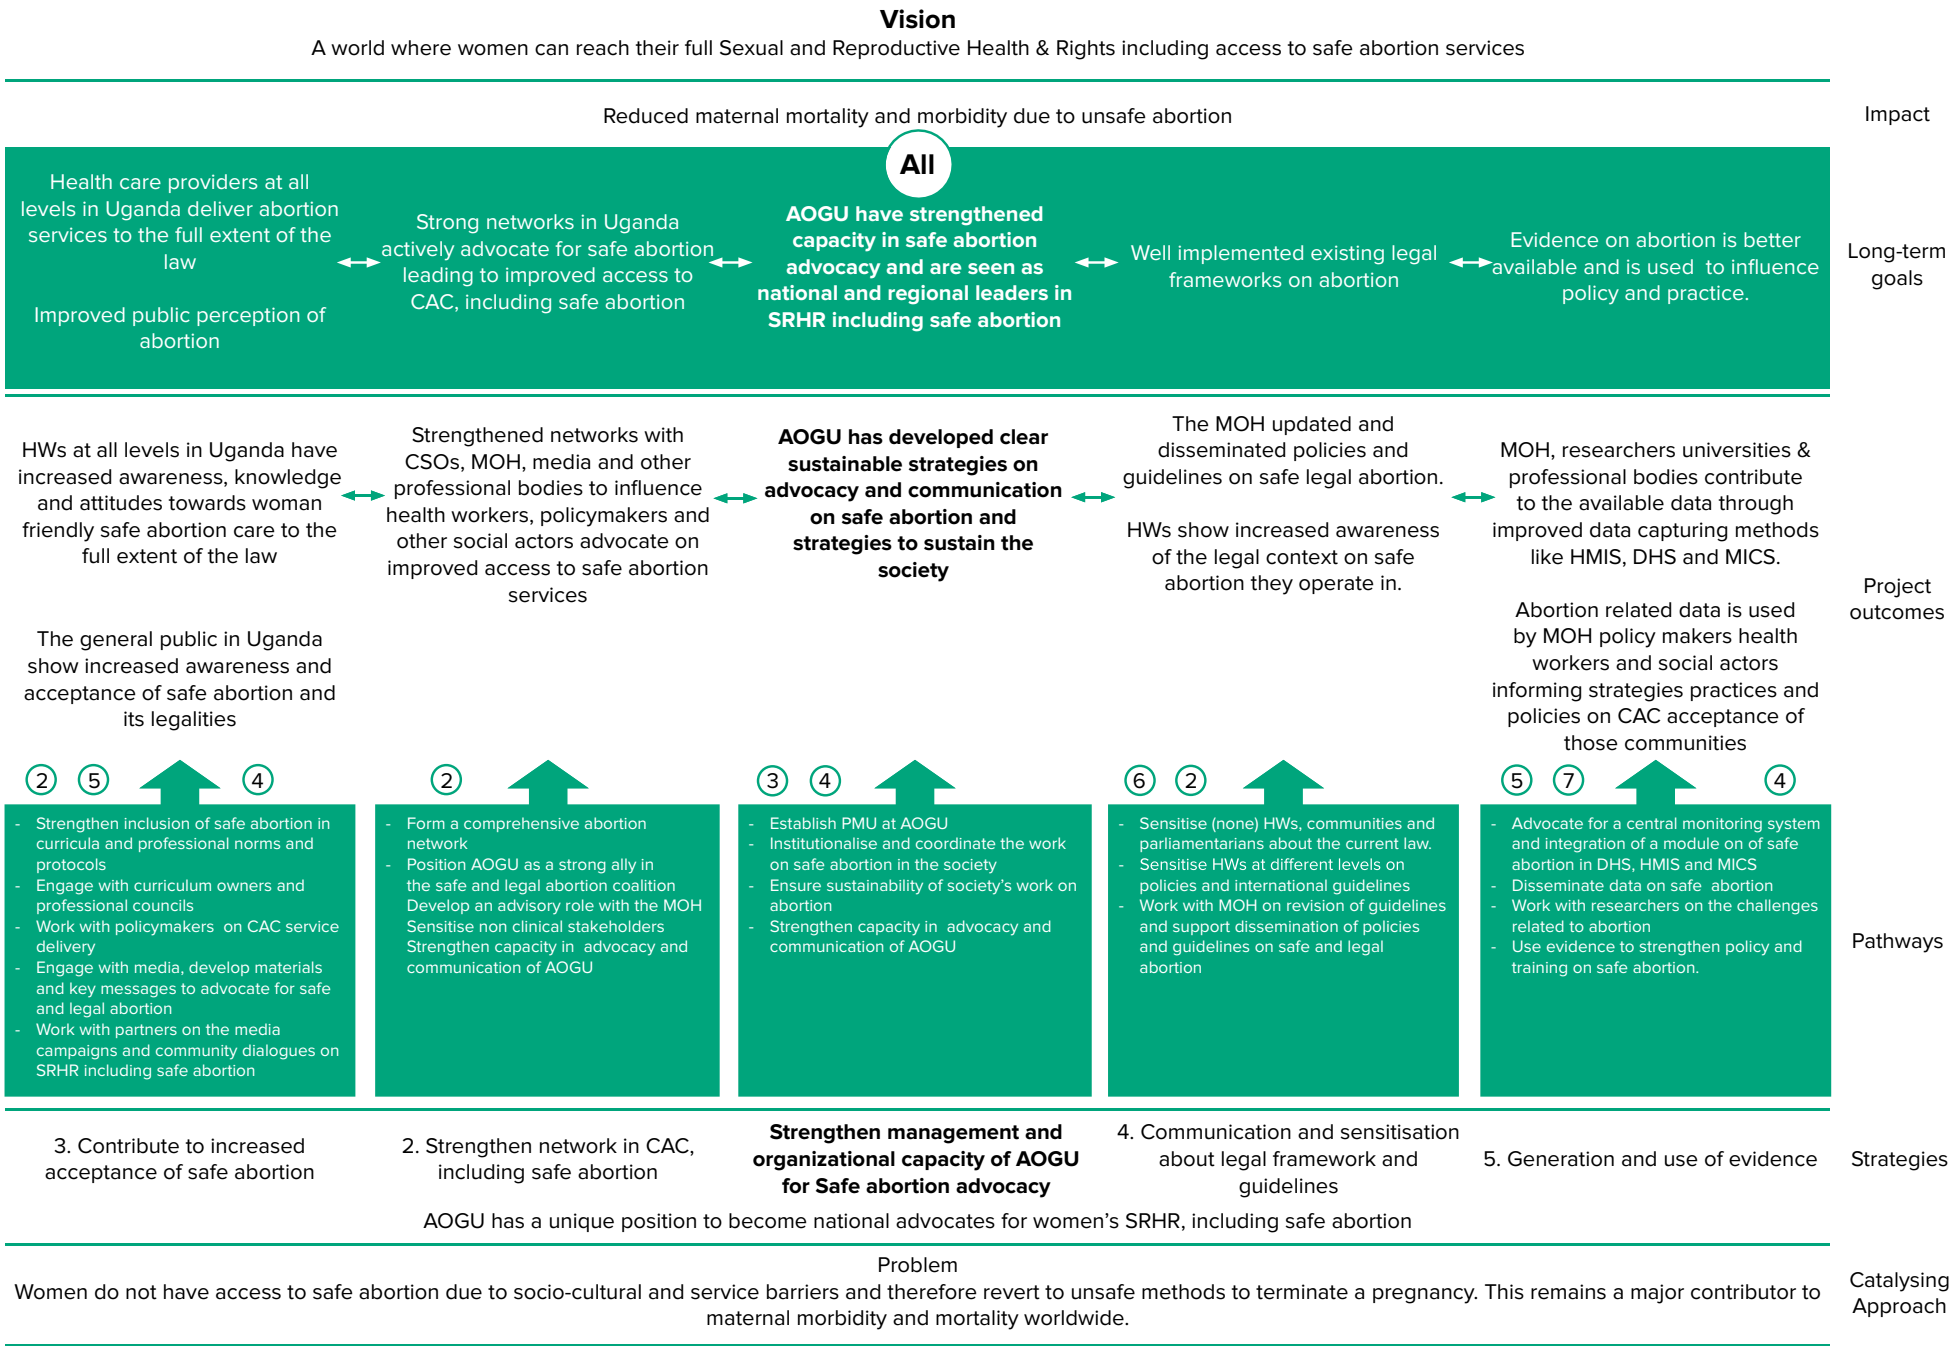 Vision
A world where women can reach their full Sexual and Reproductive Health & Rights including access to safe abortion services
Reduced maternal mortality and morbidity due to unsafe abortion
Impact
All
Health care providers at all
levels in Uganda deliver abortion
services to the full extent of the
law
Improved public perception of
abortion
Strong networks in Uganda
actively advocate for safe abortion
leading to improved access to
CAC, including safe abortion
AOGU have strengthened
capacity in safe abortion
advocacy and are seen as
national and regional leaders in
SRHR including safe abortion
Well implemented existing legal
frameworks on abortion
Evidence on abortion is better
available and is used  to influence
policy and practice.
Long-term
goals
HWs at all levels in Uganda have
increased awareness, knowledge
and attitudes towards woman
friendly safe abortion care to the
full extent of the law
The general public in Uganda
show increased awareness and
acceptance of safe abortion and
its legalities
Strengthened networks with
CSOs, MOH, media and other
professional bodies to influence
health workers, policymakers and
other social actors advocate on
improved access to safe abortion
services
AOGU has developed clear
sustainable strategies on
advocacy and communication
on safe abortion and
strategies to sustain the
society
The MOH updated and
disseminated policies and
guidelines on safe legal abortion.
HWs show increased awareness
of the legal context on safe
abortion they operate in.
MOH, researchers universities &
professional bodies contribute
to the available data through
improved data capturing methods
like HMIS, DHS and MICS.
Abortion related data is used
by MOH policy makers health
workers and social actors
informing strategies practices and
policies on CAC acceptance of
those communities
Project
outcomes
2 5 4
2
3 4
6 2
5 7 4
- Strengthen inclusion of safe abortion in
curricula and professional norms and
protocols
- Engage with curriculum owners and
professional councils
- Work with policymakers  on CAC service
delivery
- Engage with media, develop materials
and key messages to advocate for safe
and legal abortion
- Work with partners on the media
campaigns and community dialogues on
SRHR including safe abortion
- Form a comprehensive abortion
network
- Position AOGU as a strong ally in
the safe and legal abortion coalition
Develop an advisory role with the MOH
Sensitise non clinical stakeholders
Strengthen capacity in  advocacy and
communication of AOGU
- Establish PMU at AOGU
- Institutionalise and coordinate the work
on safe abortion in the society
- Ensure sustainability of society's work on
abortion
- Strengthen capacity in  advocacy and
communication of AOGU
- Sensitise (none) HWs, communities and
parliamentarians about the current law.
- Sensitise HWs at different levels on
policies and international guidelines
- Work with MOH on revision of guidelines
and support dissemination of policies
and guidelines on safe and legal
abortion
- Advocate for a central monitoring system
and integration of a module on of safe
abortion in DHS, HMIS and MICS
- Disseminate data on safe  abortion
- Work with researchers on the challenges
related to abortion
- Use evidence to strengthen policy and
training on safe abortion.
Pathways
3. Contribute to increased
acceptance of safe abortion
2. Strengthen network in CAC,
including safe abortion
Strengthen management and
organizational capacity of AOGU
for Safe abortion advocacy
4. Communication and sensitisation
about legal framework and
guidelines
5. Generation and use of evidence
Strategies
AOGU has a unique position to become national advocates for women's SRHR, including safe abortion
Problem
Women do not have access to safe abortion due to socio-cultural and service barriers and therefore revert to unsafe methods to terminate a pregnancy. This remains a major contributor to
maternal morbidity and mortality worldwide.
Catalysing
Approach